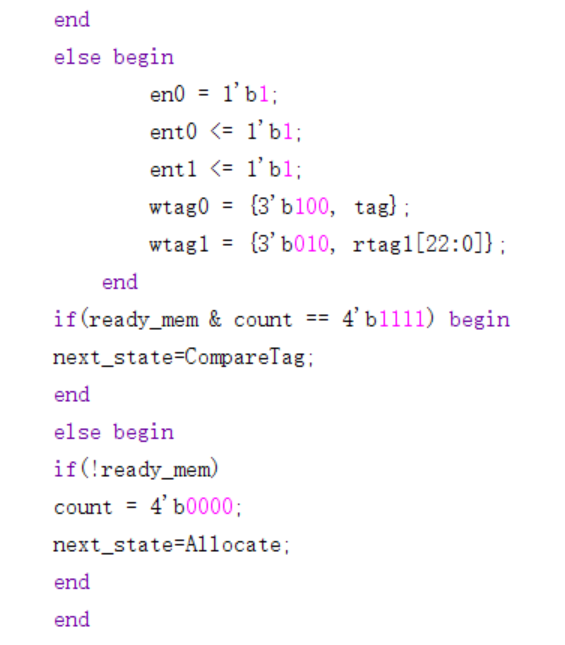 end
else begin
en0 = 1'b1;
ent0 <= 1'b1;
ent1 <= 1'b1;
wtag0 = {3'b100, tag};
wtag1 = {3'b010, rtag1[22:0]};
end
if(ready_mem & count == 4'b1111) begin
next_state=CompareTag;
end
else begin
if(!ready_mem)
count = 4'b0000;
next_state=Allocate;
end
end